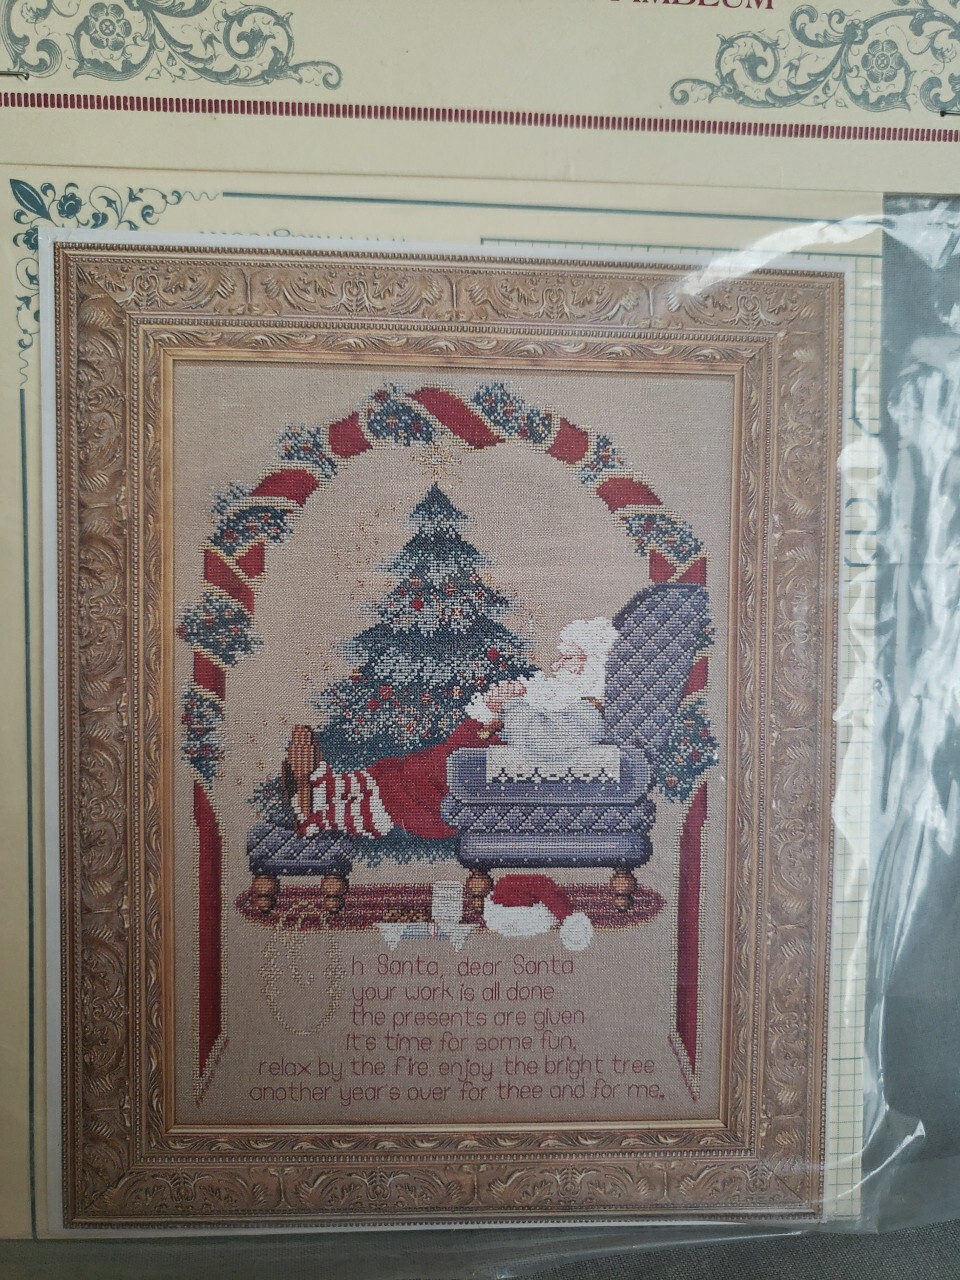 Oh Santa, dear Santa
your work is all done
the presents are given
It's time for some fun,
relax by the fire, enjoy the bright tree
another year's over for thee and for me.